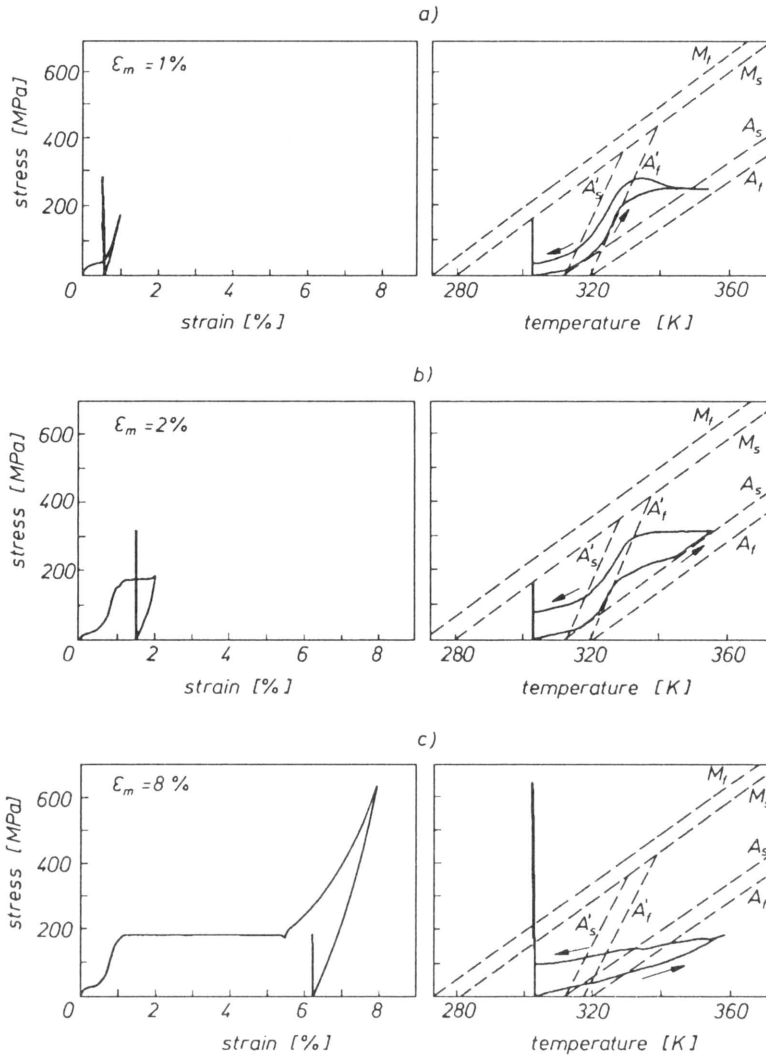 a)
ε_m = 1%
stress [MPa]
600
400
200
0
2
4
6
8
strain [%]
M_f
M_s
A_s
A_f
A'_s
A'_f
280
320
360
temperature [K]
b)
ε_m = 2%
stress [MPa]
600
400
200
0
2
4
6
8
strain [%]
M_f
M_s
A_s
A_f
A'_s
A'_f
280
320
360
temperature [K]
c)
ε_m = 8%
stress [MPa]
600
400
200
0
2
4
6
8
strain [%]
M_f
M_s
A_s
A_f
A'_s
A'_f
280
320
360
temperature [K]